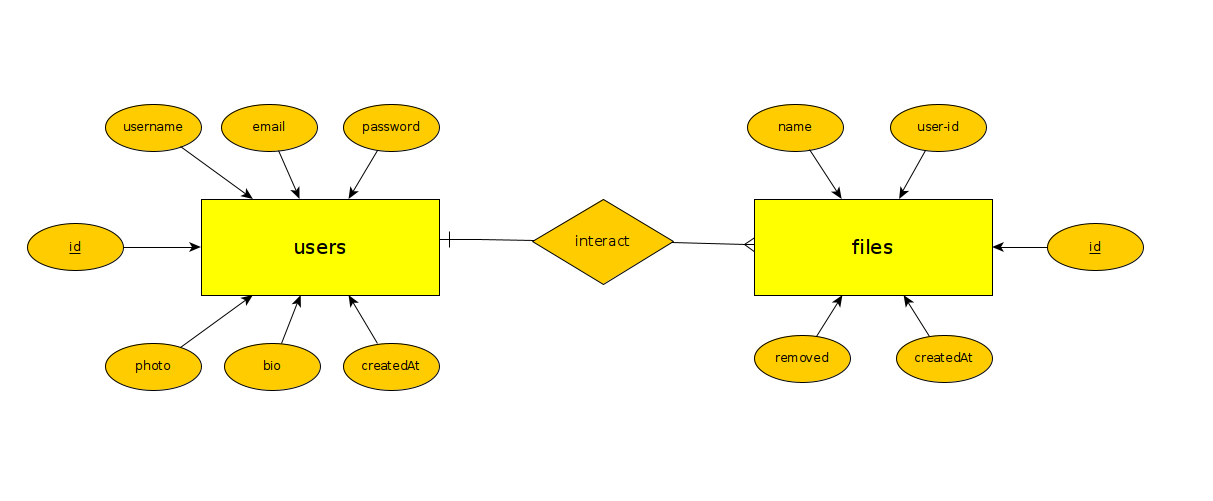 username
email
password
name
user-id
id
users
interact
files
id
photo
bio
createdAt
removed
createdAt